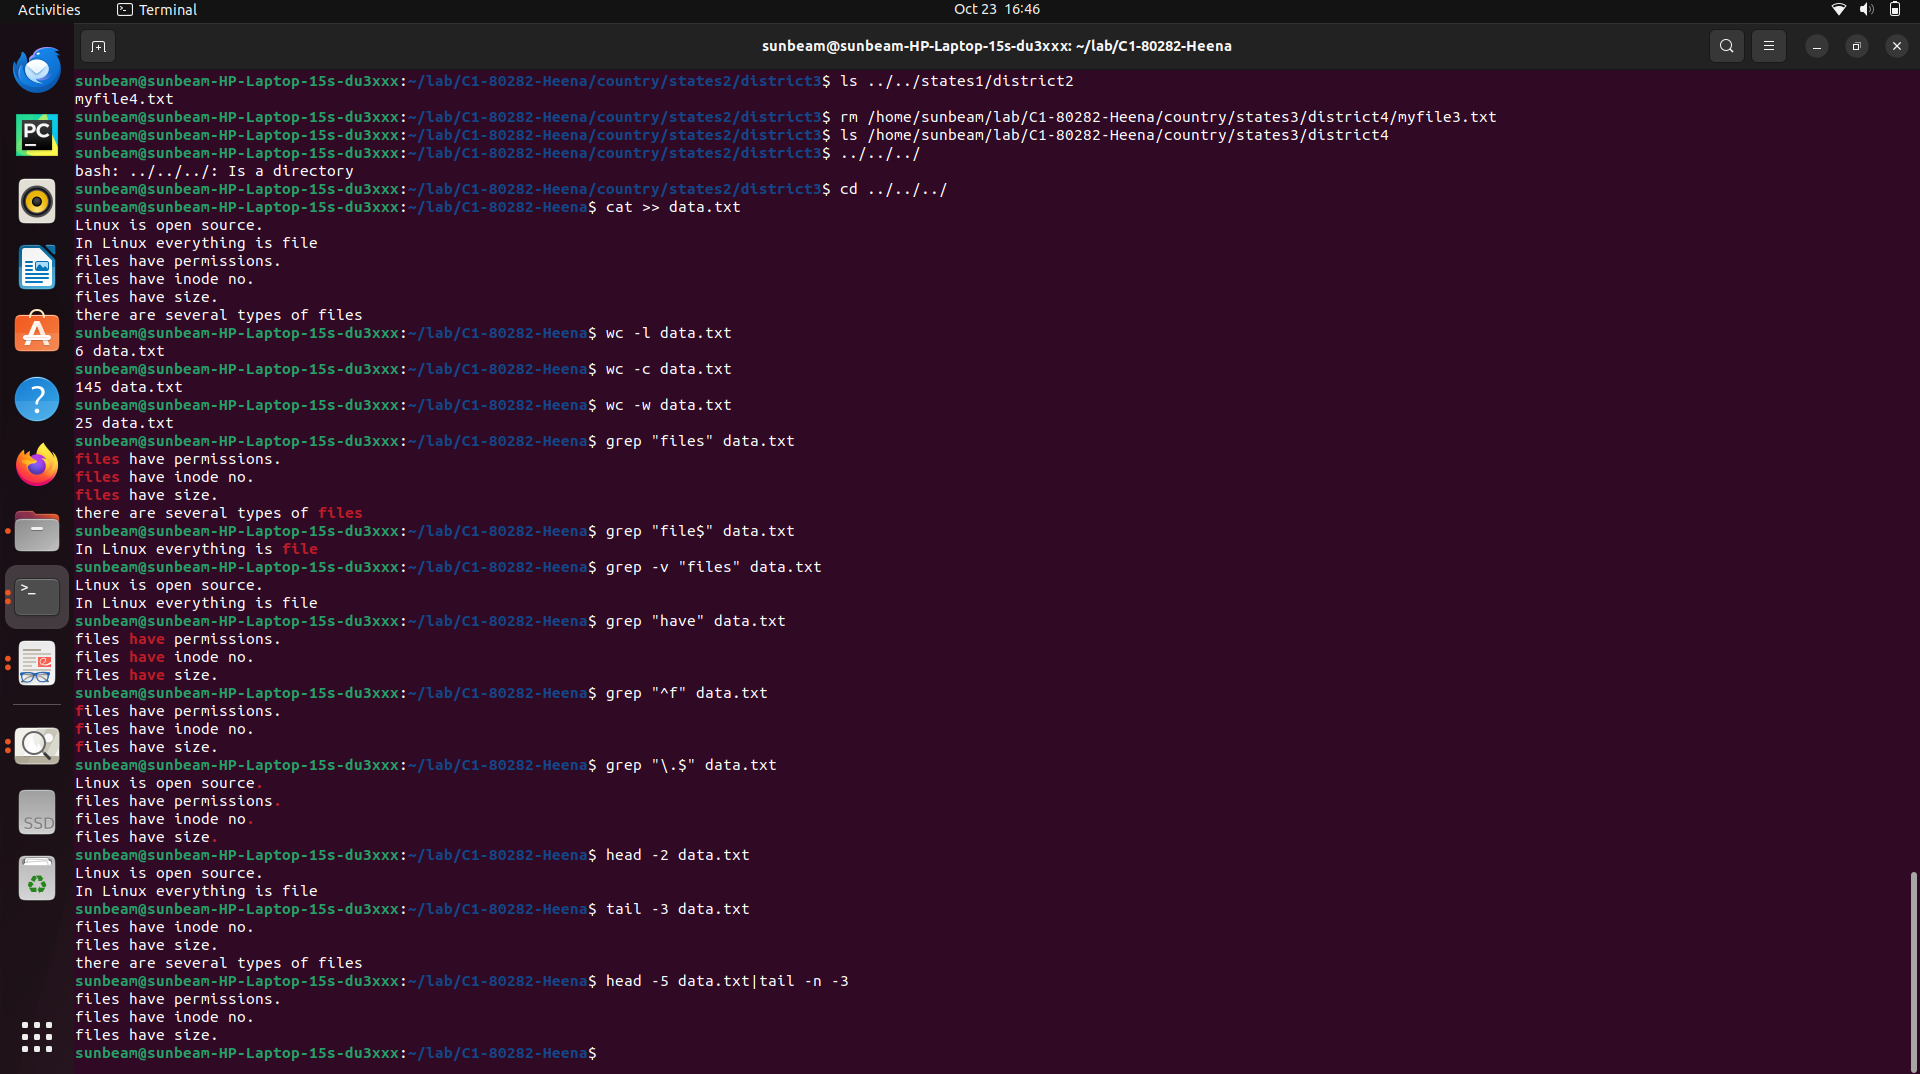 Activities
Terminal
Oct 23 16:46
sunbeam@sunbeam-HP-Laptop-15s-du3xxx: ~/lab/C1-80282-Heena
sunbeam@sunbeam-HP-Laptop-15s-du3xxx:~/lab/C1-80282-Heena/country/states2/district3$ ls ../../states1/district2
myfile4.txt
sunbeam@sunbeam-HP-Laptop-15s-du3xxx:~/lab/C1-80282-Heena/country/states2/district3$ rm /home/sunbeam/lab/C1-80282-Heena/country/states3/district4/myfile3.txt
sunbeam@sunbeam-HP-Laptop-15s-du3xxx:~/lab/C1-80282-Heena/country/states2/district3$ ls /home/sunbeam/lab/C1-80282-Heena/country/states3/district4
sunbeam@sunbeam-HP-Laptop-15s-du3xxx:~/lab/C1-80282-Heena/country/states2/district3$ ../../../
bash: ../../../: Is a directory
sunbeam@sunbeam-HP-Laptop-15s-du3xxx:~/lab/C1-80282-Heena/country/states2/district3$ cd ../../../
sunbeam@sunbeam-HP-Laptop-15s-du3xxx:~/lab/C1-80282-Heena$ cat >> data.txt
Linux is open source.
In Linux everything is file
files have permissions.
files have inode no.
files have size.
there are several types of files
sunbeam@sunbeam-HP-Laptop-15s-du3xxx:~/lab/C1-80282-Heena$ wc -l data.txt
6 data.txt
sunbeam@sunbeam-HP-Laptop-15s-du3xxx:~/lab/C1-80282-Heena$ wc -c data.txt
145 data.txt
sunbeam@sunbeam-HP-Laptop-15s-du3xxx:~/lab/C1-80282-Heena$ wc -w data.txt
25 data.txt
sunbeam@sunbeam-HP-Laptop-15s-du3xxx:~/lab/C1-80282-Heena$ grep "files" data.txt
files have permissions.
files have inode no.
files have size.
there are several types of files
sunbeam@sunbeam-HP-Laptop-15s-du3xxx:~/lab/C1-80282-Heena$ grep "file$" data.txt
In Linux everything is file
sunbeam@sunbeam-HP-Laptop-15s-du3xxx:~/lab/C1-80282-Heena$ grep -v "files" data.txt
Linux is open source.
In Linux everything is file
sunbeam@sunbeam-HP-Laptop-15s-du3xxx:~/lab/C1-80282-Heena$ grep "have" data.txt
files have permissions.
files have inode no.
files have size.
sunbeam@sunbeam-HP-Laptop-15s-du3xxx:~/lab/C1-80282-Heena$ grep "^f" data.txt
files have permissions.
files have inode no.
files have size.
sunbeam@sunbeam-HP-Laptop-15s-du3xxx:~/lab/C1-80282-Heena$ grep "\.$" data.txt
Linux is open source.
files have permissions.
files have inode no.
files have size.
sunbeam@sunbeam-HP-Laptop-15s-du3xxx:~/lab/C1-80282-Heena$ head -2 data.txt
Linux is open source.
In Linux everything is file
sunbeam@sunbeam-HP-Laptop-15s-du3xxx:~/lab/C1-80282-Heena$ tail -3 data.txt
files have inode no.
files have size.
there are several types of files
sunbeam@sunbeam-HP-Laptop-15s-du3xxx:~/lab/C1-80282-Heena$ head -5 data.txt|tail -n -3
files have permissions.
files have inode no.
files have size.
sunbeam@sunbeam-HP-Laptop-15s-du3xxx:~/lab/C1-80282-Heena$
PC
SSD